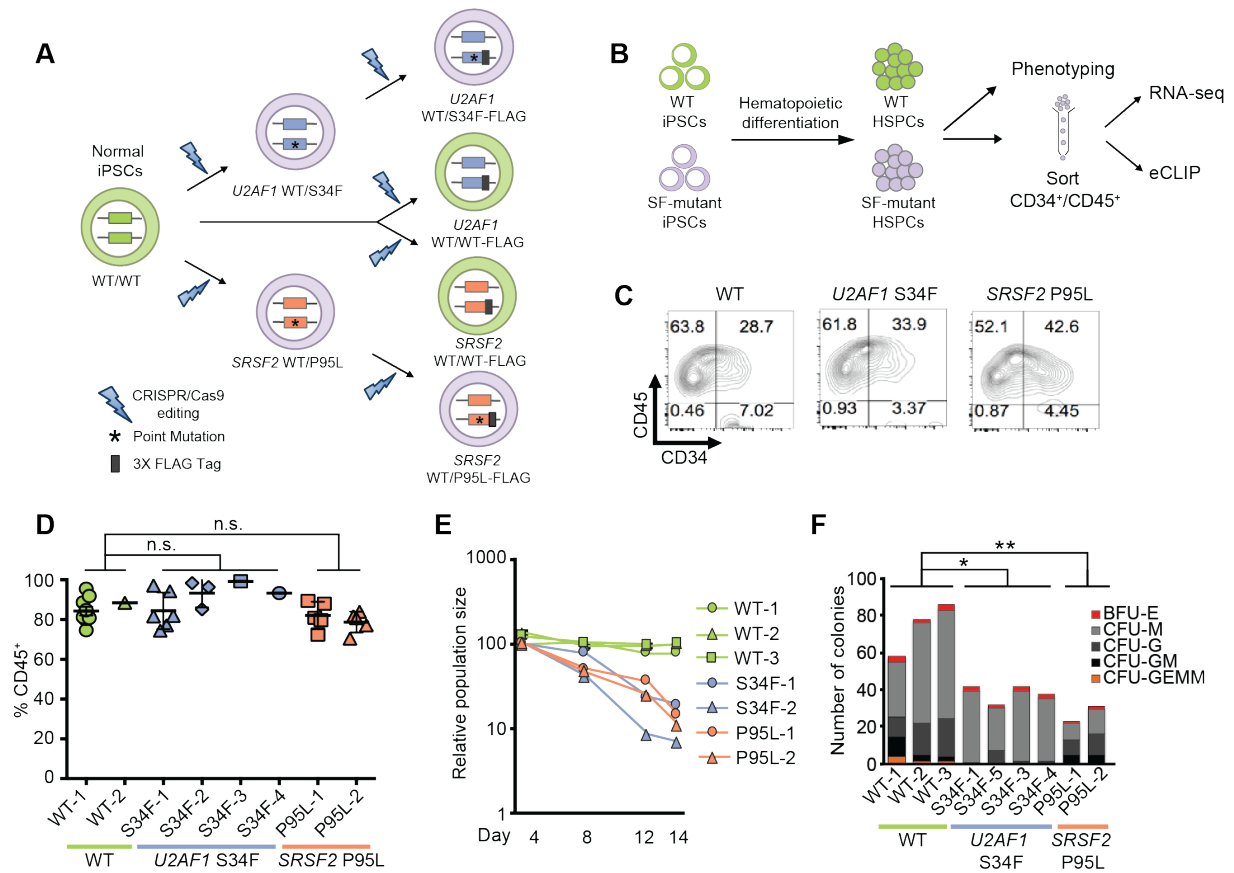 A
Normal
iPSCs
WT/WT
U2AF1 WT/S34F
SRSF2 WT/P95L
U2AF1
WT/S34F-FLAG
U2AF1
WT/WT-FLAG
SRSF2
WT/WT-FLAG
SRSF2
WT/P95L-FLAG
CRISPR/Cas9
editing
* Point Mutation
3X FLAG Tag
B
WT
iPSCs
SF-mutant
iPSCs
Hematopoietic
differentiation
WT
HSPCs
SF-mutant
HSPCs
Phenotyping
Sort
CD34⁺/CD45⁺
RNA-seq
eCLIP
C
WT
U2AF1 S34F
SRSF2 P95L
63.8 28.7
0.46 7.02
61.8 33.9
0.93 3.37
52.1 42.6
0.87 4.45
CD45
CD34
D
n.s.
n.s.
% CD45⁺
100
80
60
40
20
0
WT-1 WT-2 S34F-1 S34F-2 S34F-3 S34F-4 P95L-1 P95L-2
WT U2AF1 S34F SRSF2 P95L
E
Relative population size
1000
100
10
1
Day 4 8 12 14
WT-1
WT-2
WT-3
S34F-1
S34F-2
P95L-1
P95L-2
F
**
*
Number of colonies
100
80
60
40
20
0
BFU-E
CFU-M
CFU-G
CFU-GM
CFU-GEMM
WT-1 WT-2 WT-3 S34F-1 S34F-5 S34F-3 S34F-4 P95L-1 P95L-2
WT
U2AF1
S34F
SRSF2
P95L